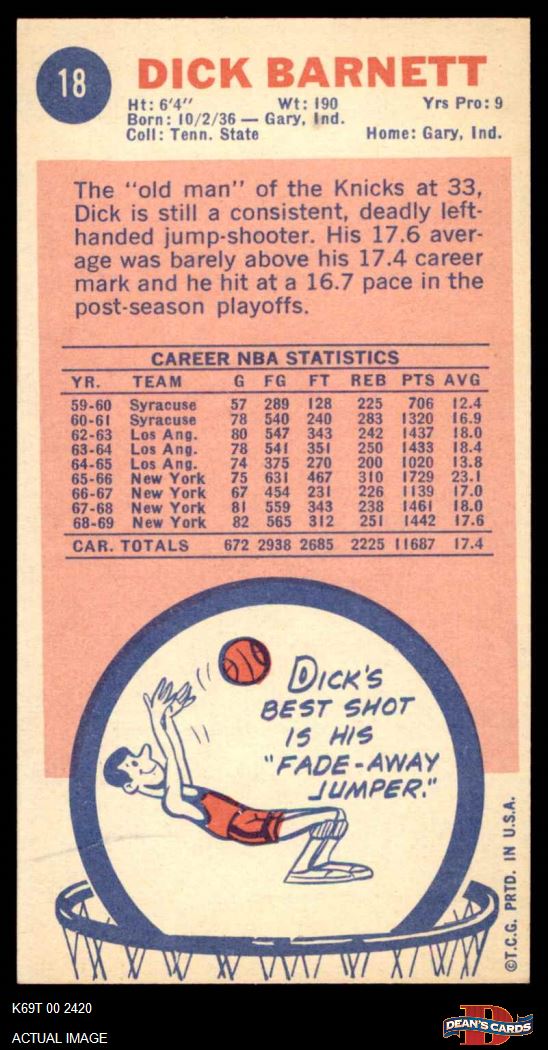 18
DICK BARNETT
Ht: 6'4" Wt: 190 Yrs Pro: 9
Born: 10/2/36 — Gary, Ind.
Coll: Tenn. State Home: Gary, Ind.
The "old man" of the Knicks at 33,
Dick is still a consistent, deadly left-
handed jump-shooter. His 17.6 aver-
age was barely above his 17.4 career
mark and he hit at a 16.7 pace in the
post-season playoffs.
CAREER NBA STATISTICS
YR. TEAM G FG FT REB PTS AVG
59-60 Syracuse 57 289 128 225 706 12.4
60-61 Syracuse 78 540 240 283 1320 16.9
62-63 Los Ang. 80 547 343 242 1437 18.0
63-64 Los Ang. 78 541 351 250 1433 18.4
64-65 Los Ang. 74 375 270 200 1020 13.8
65-66 New York 75 631 467 310 1729 23.1
66-67 New York 67 454 231 226 1139 17.0
67-68 New York 81 559 343 238 1461 18.0
68-69 New York 82 565 312 251 1442 17.6
CAR. TOTALS 672 2938 2685 2225 11687 17.4
DICK'S
BEST SHOT
IS HIS
"FADE-AWAY
JUMPER."
©T.C.G. PRTD. IN U.S.A.
K69T 00 2420
ACTUAL IMAGE
D
DEAN'S CARDS